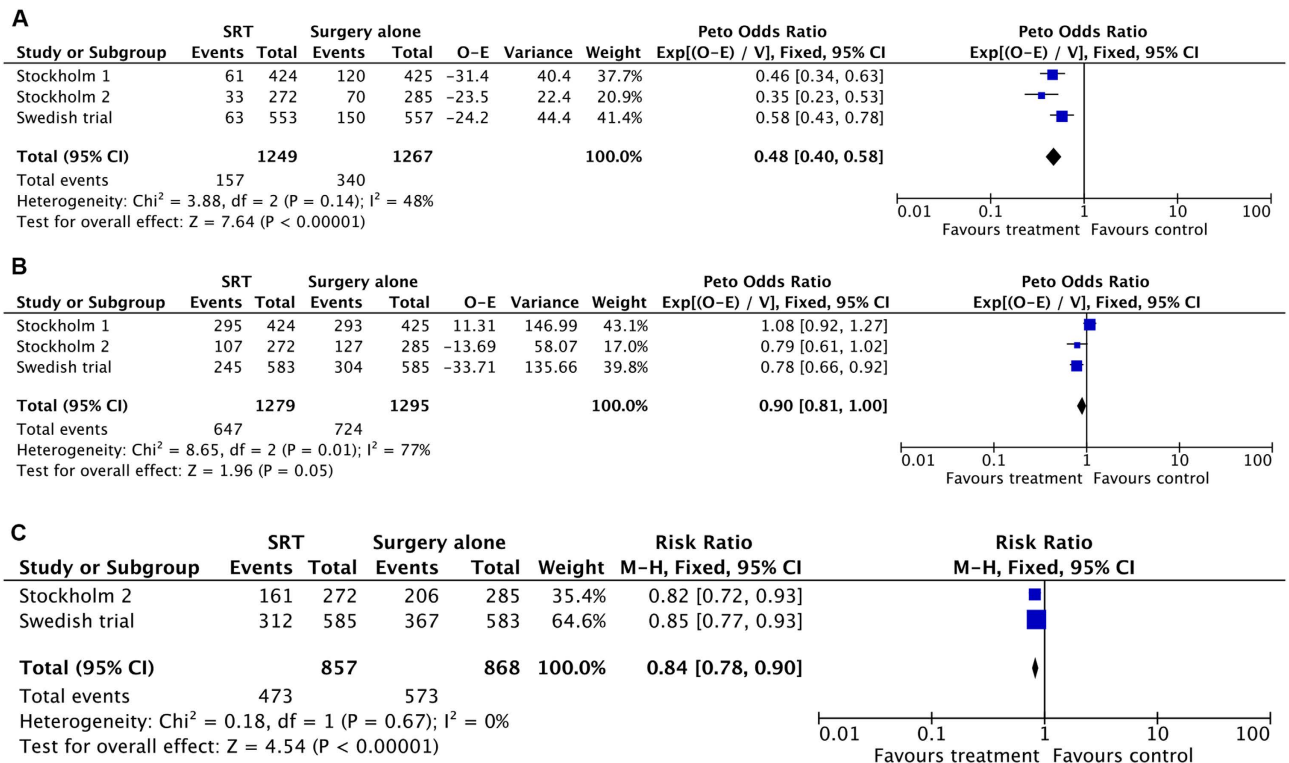 A
SRT Surgery alone Peto Odds Ratio Peto Odds Ratio
Study or Subgroup Events Total Events Total O−E Variance Weight Exp[(O−E) / V], Fixed, 95% CI Exp[(O−E) / V], Fixed, 95% CI
Stockholm 1 61 424 120 425 −31.4 40.4 37.7% 0.46 [0.34, 0.63]
Stockholm 2 33 272 70 285 −23.5 22.4 20.9% 0.35 [0.23, 0.53]
Swedish trial 63 553 150 557 −24.2 44.4 41.4% 0.58 [0.43, 0.78]
Total (95% CI) 1249 1267 100.0% 0.48 [0.40, 0.58]
Total events 157 340
Heterogeneity: Chi² = 3.88, df = 2 (P = 0.14); I² = 48%
Test for overall effect: Z = 7.64 (P < 0.00001)
0.01 0.1 1 10 100
Favours treatment Favours control
B
SRT Surgery alone Peto Odds Ratio Peto Odds Ratio
Study or Subgroup Events Total Events Total O−E Variance Weight Exp[(O−E) / V], Fixed, 95% CI Exp[(O−E) / V], Fixed, 95% CI
Stockholm 1 295 424 293 425 11.31 146.99 43.1% 1.08 [0.92, 1.27]
Stockholm 2 107 272 127 285 −13.69 58.07 17.0% 0.79 [0.61, 1.02]
Swedish trial 245 583 304 585 −33.71 135.66 39.8% 0.78 [0.66, 0.92]
Total (95% CI) 1279 1295 100.0% 0.90 [0.81, 1.00]
Total events 647 724
Heterogeneity: Chi² = 8.65, df = 2 (P = 0.01); I² = 77%
Test for overall effect: Z = 1.96 (P = 0.05)
0.01 0.1 1 10 100
Favours treatment Favours control
C
SRT Surgery alone Risk Ratio Risk Ratio
Study or Subgroup Events Total Events Total Weight M−H, Fixed, 95% CI M−H, Fixed, 95% CI
Stockholm 2 161 272 206 285 35.4% 0.82 [0.72, 0.93]
Swedish trial 312 585 367 583 64.6% 0.85 [0.77, 0.93]
Total (95% CI) 857 868 100.0% 0.84 [0.78, 0.90]
Total events 473 573
Heterogeneity: Chi² = 0.18, df = 1 (P = 0.67); I² = 0%
Test for overall effect: Z = 4.54 (P < 0.00001)
0.01 0.1 1 10 100
Favours treatment Favours control